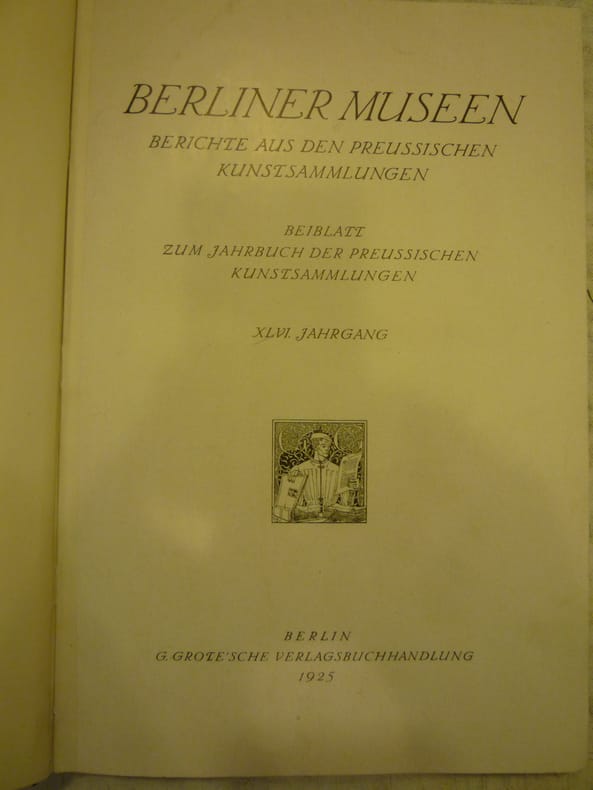 BERLINER MUSEEN
BERICHTE AUS DEN PREUSSISCHEN
KUNSTSAMMLUNGEN
BEIBLATT
ZUM JAHRBUCH DER PREUSSISCHEN
KUNSTSAMMLUNGEN
XLVI. JAHRGANG
BERLIN
G. GROTE'SCHE VERLAGSBUCHHANDLUNG
1925